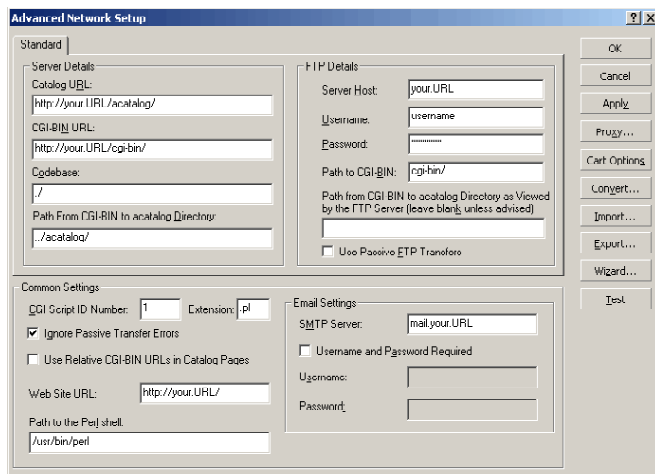 Advanced Network Setup
Standard
Server Details
Catalog URL:
http://your.URL/acatalog/
CGI-BIN URL:
http://your.URL/cgi-bin/
Codebase:
./
Path From CGI-BIN to acatalog Directory:
../acatalog/
FTP Details
Server Host:
your.URL
Username:
username
Password:
*************
Path to CGI-BIN:
cgi-bin/
Path from CGI-BIN to acatalog Directory as Viewed
by the FTP Server (leave blank unless advised)
Use Passive FTP Transfers
Common Settings
CGI Script ID Number:
1
Extension:
.pl
Ignore Passive Transfer Errors
Use Relative CGI-BIN URLs in Catalog Pages
Web Site URL:
http://your.URL/
Path to the Perl shell:
/usr/bin/perl
Email Settings
SMTP Server:
mail.your.URL
Username and Password Required
Username:
Password:
OK
Cancel
Apply
Proxy...
Cart Options
Convert...
Import...
Export...
Wizard...
Test